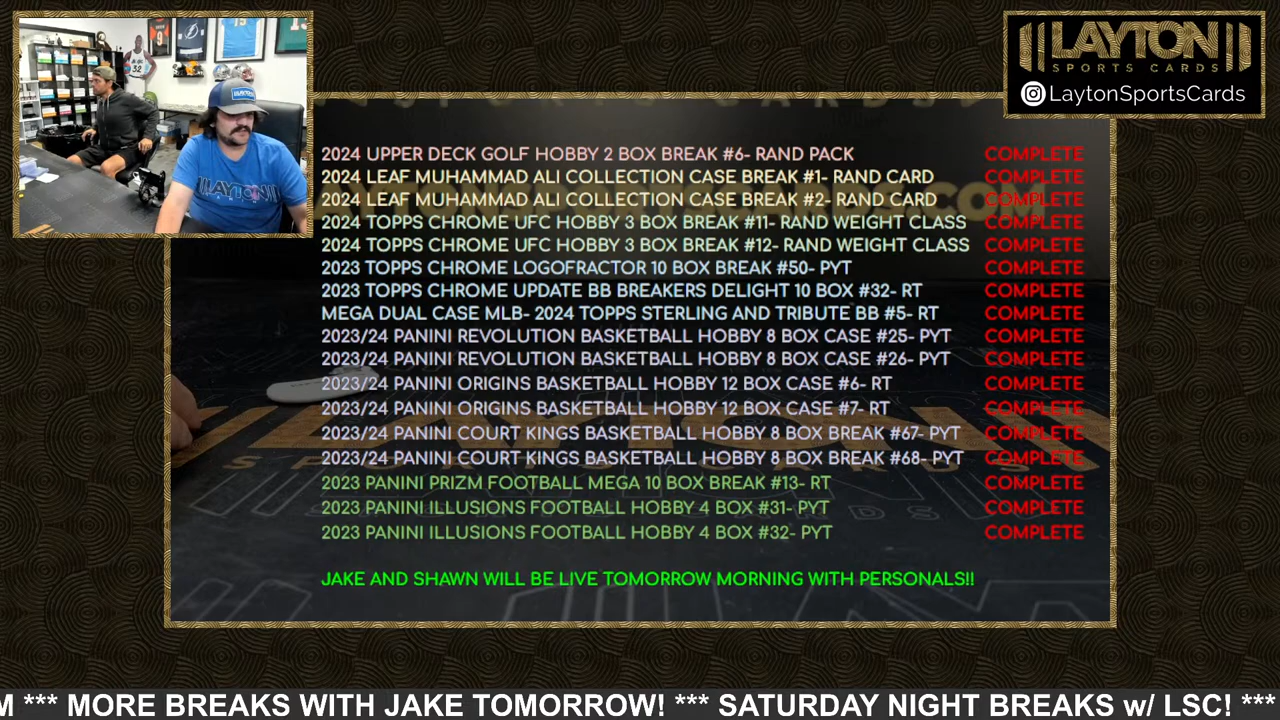 LAYTON
SPORTS CARDS
LaytonSportsCards
2024 UPPER DECK GOLF HOBBY 2 BOX BREAK #6- RAND PACK COMPLETE
2024 LEAF MUHAMMAD ALI COLLECTION CASE BREAK #1- RAND CARD COMPLETE
2024 LEAF MUHAMMAD ALI COLLECTION CASE BREAK #2- RAND CARD COMPLETE
2024 TOPPS CHROME UFC HOBBY 3 BOX BREAK #11- RAND WEIGHT CLASS COMPLETE
2024 TOPPS CHROME UFC HOBBY 3 BOX BREAK #12- RAND WEIGHT CLASS COMPLETE
2023 TOPPS CHROME LOGOFRACTOR 10 BOX BREAK #50- PYT COMPLETE
2023 TOPPS CHROME UPDATE BB BREAKERS DELIGHT 10 BOX #32- RT COMPLETE
MEGA DUAL CASE MLB- 2024 TOPPS STERLING AND TRIBUTE BB #5- RT COMPLETE
2023/24 PANINI REVOLUTION BASKETBALL HOBBY 8 BOX CASE #25- PYT COMPLETE
2023/24 PANINI REVOLUTION BASKETBALL HOBBY 8 BOX CASE #26- PYT COMPLETE
2023/24 PANINI ORIGINS BASKETBALL HOBBY 12 BOX CASE #6- RT COMPLETE
2023/24 PANINI ORIGINS BASKETBALL HOBBY 12 BOX CASE #7- RT COMPLETE
2023/24 PANINI COURT KINGS BASKETBALL HOBBY 8 BOX BREAK #67- PYT COMPLETE
2023/24 PANINI COURT KINGS BASKETBALL HOBBY 8 BOX BREAK #68- PYT COMPLETE
2023 PANINI PRIZM FOOTBALL MEGA 10 BOX BREAK #13- RT COMPLETE
2023 PANINI ILLUSIONS FOOTBALL HOBBY 4 BOX #31- PYT COMPLETE
2023 PANINI ILLUSIONS FOOTBALL HOBBY 4 BOX #32- PYT COMPLETE
JAKE AND SHAWN WILL BE LIVE TOMORROW MORNING WITH PERSONALS!!
M *** MORE BREAKS WITH JAKE TOMORROW! *** SATURDAY NIGHT BREAKS w/ LSC! ***